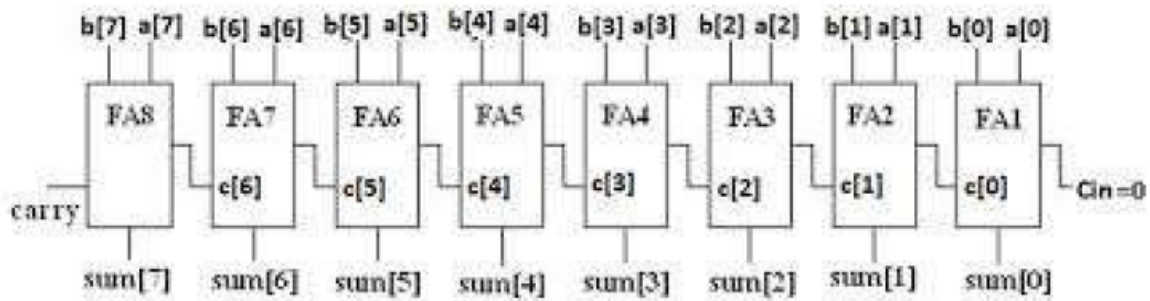 b[7] a[7] b[6] a[6] b[5] a[5] b[4] a[4] b[3] a[3] b[2] a[2] b[1] a[1] b[0] a[0]
FA8 FA7 FA6 FA5 FA4 FA3 FA2 FA1
c[6] c[5] c[4] c[3] c[2] c[1] c[0] Cin=0
carry
sum[7] sum[6] sum[5] sum[4] sum[3] sum[2] sum[1] sum[0]